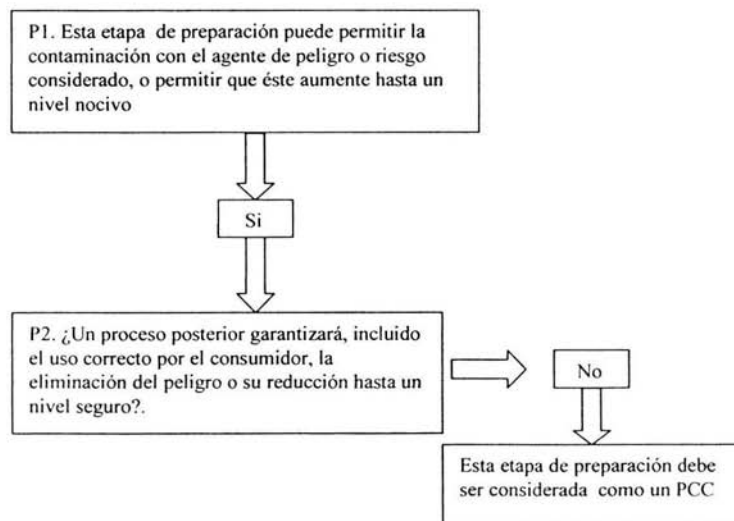 P1. Esta etapa de preparación puede permitir la
contaminación con el agente de peligro o riesgo
considerado, o permitir que éste aumente hasta un
nivel nocivo
Si
P2. ¿Un proceso posterior garantizará, incluido
el uso correcto por el consumidor, la
eliminación del peligro o su reducción hasta un
nivel seguro?.
No
Esta etapa de preparación debe
ser considerada como un PCC